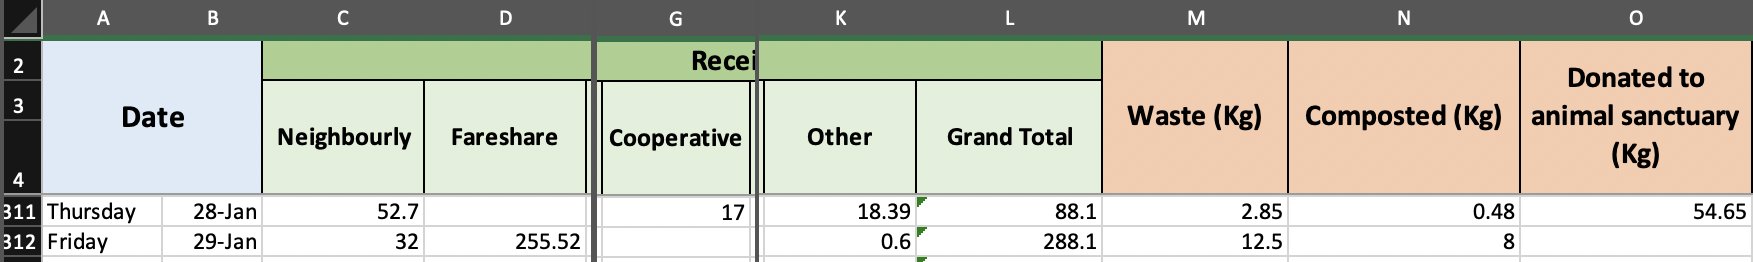 A B C D G K L M N O
2 Recei
3 Date Neighbourly Fareshare Cooperative Other Grand Total Waste (Kg) Composted (Kg) Donated to
animal sanctuary
(Kg)
4
311 Thursday 28-Jan 52.7 17 18.39 88.1 2.85 0.48 54.65
312 Friday 29-Jan 32 255.52 0.6 288.1 12.5 8